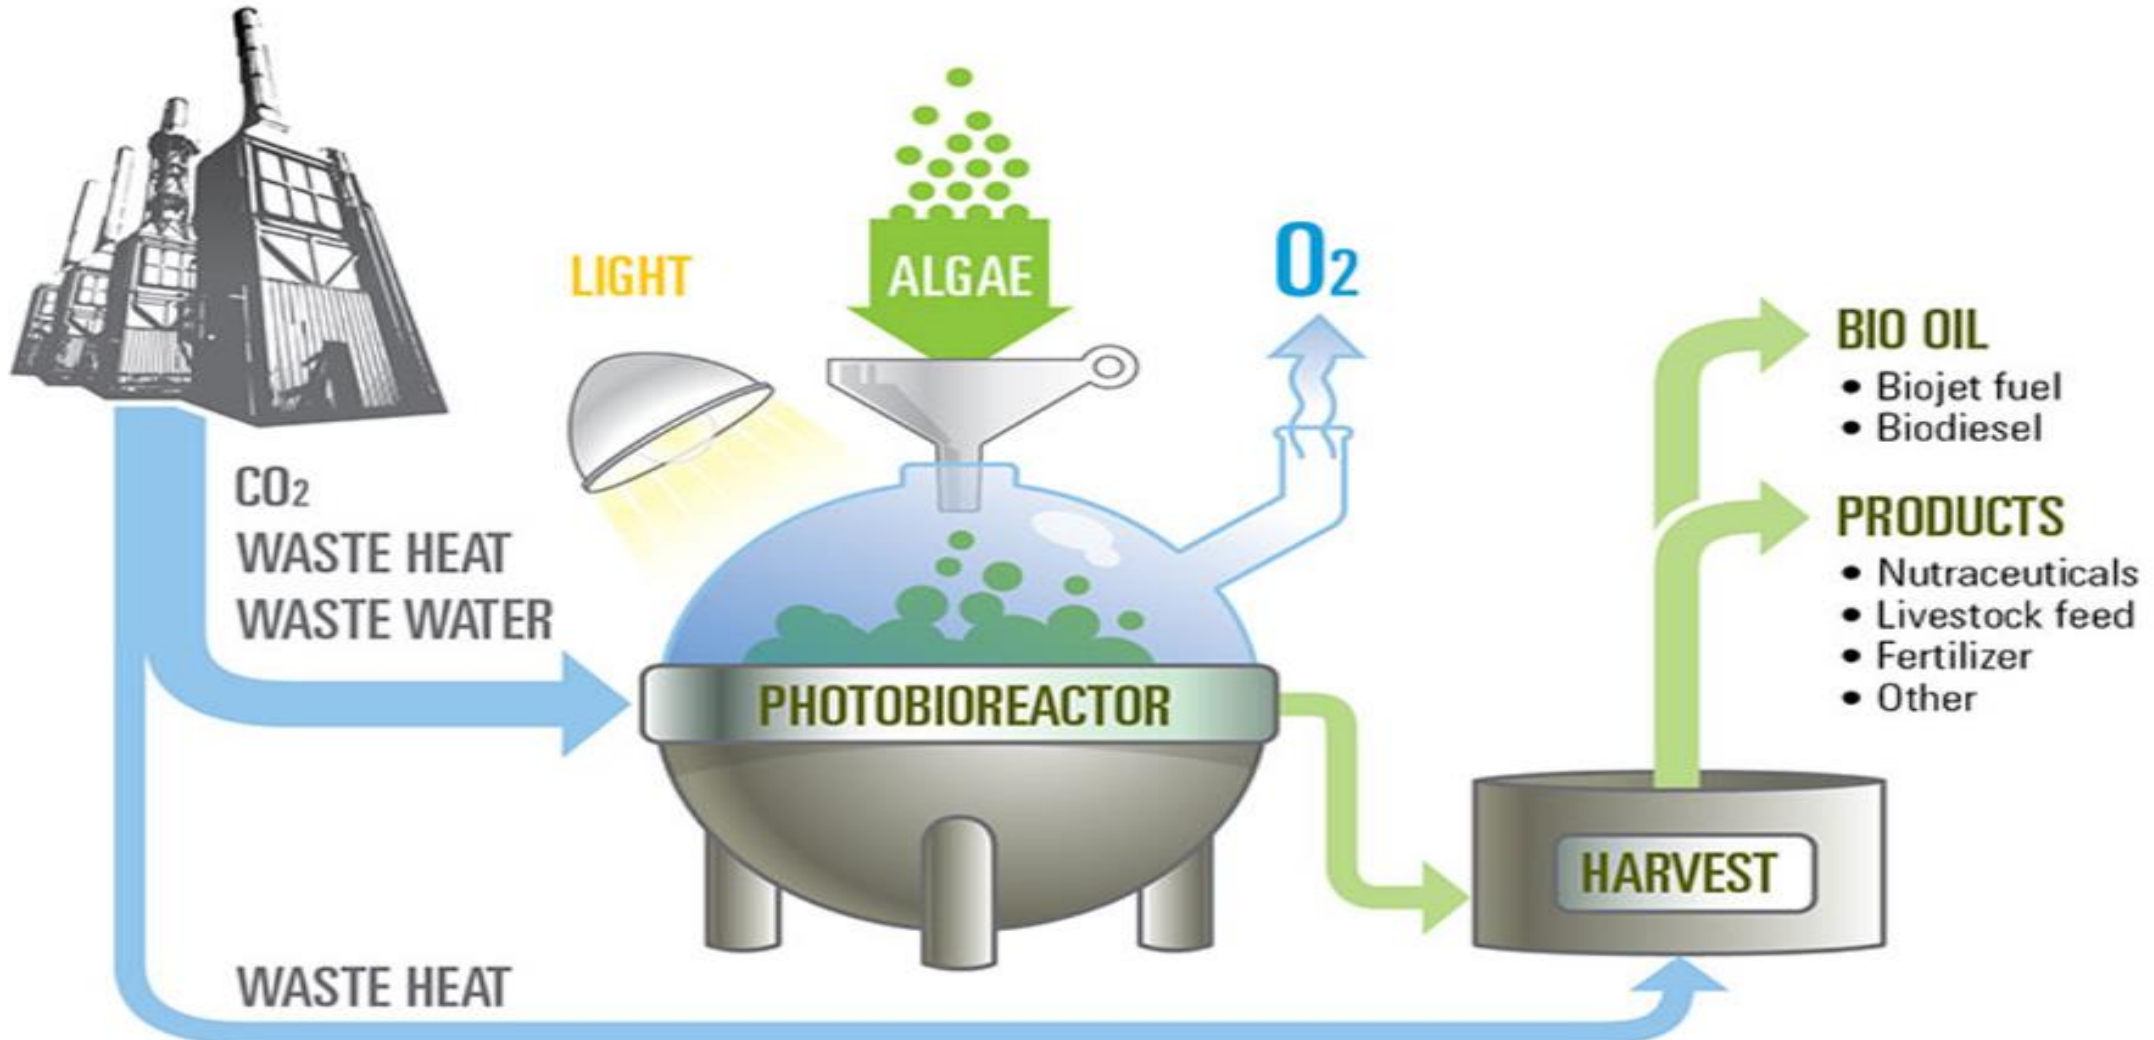 LIGHT
ALGAE
O2
CO2
WASTE HEAT
WASTE WATER
PHOTOBIOREACTOR
WASTE HEAT
HARVEST
BIO OIL
• Biojet fuel
• Biodiesel
PRODUCTS
• Nutraceuticals
• Livestock feed
• Fertilizer
• Other